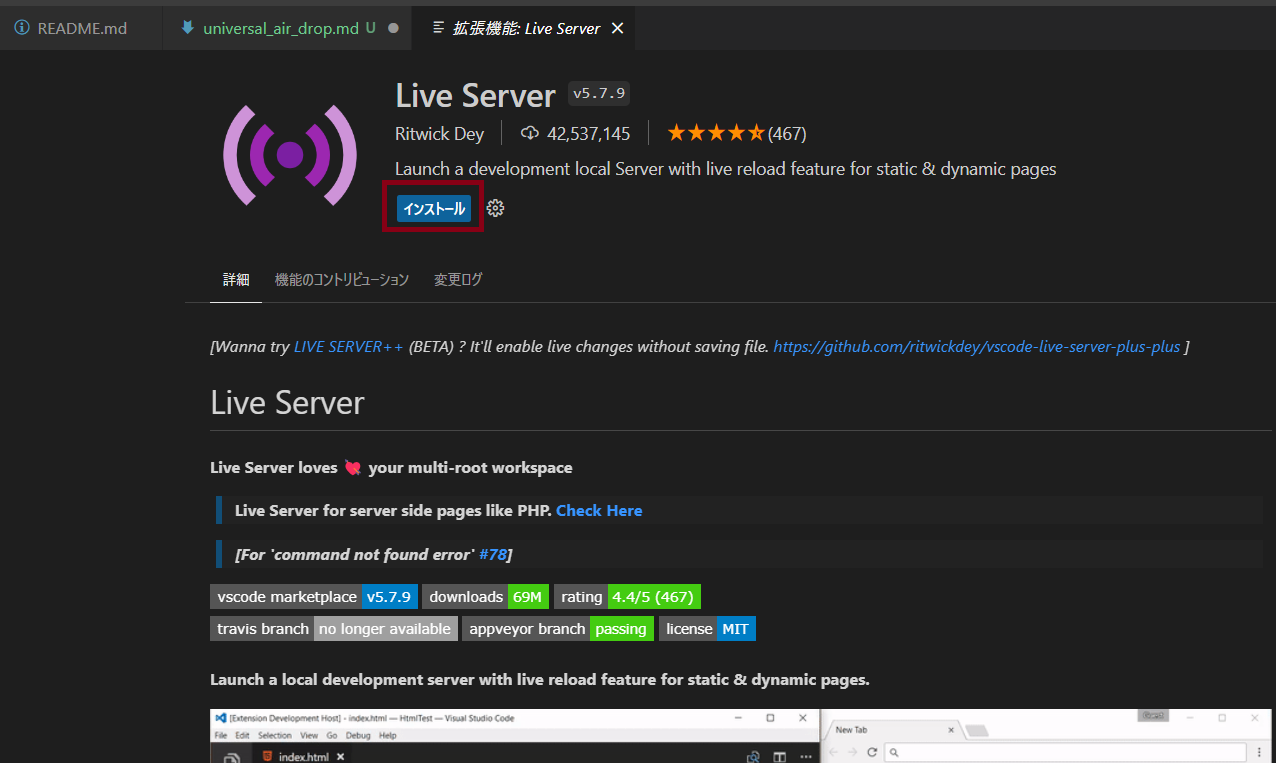 README.md universal_air_drop.md U 拡張機能: Live Server
Live Server v5.7.9
Ritwick Dey 42,537,145 (467)
Launch a development local Server with live reload feature for static & dynamic pages
インストール
詳細 機能のコントリビューション 変更ログ
[Wanna try LIVE SERVER++ (BETA) ? It'll enable live changes without saving file. https://github.com/ritwickdey/vscode-live-server-plus-plus ]
Live Server
Live Server loves 💘 your multi-root workspace
Live Server for server side pages like PHP. Check Here
[For 'command not found error' #78]
vscode marketplace v5.7.9 downloads 69M rating 4.4/5 (467)
travis branch no longer available appveyor branch passing license MIT
Launch a local development server with live reload feature for static & dynamic pages.
[Extension Development Host] - index.html — HtmlTest — Visual Studio Code
File Edit Selection View Go Debug Help
index.html
New Tab
Guest